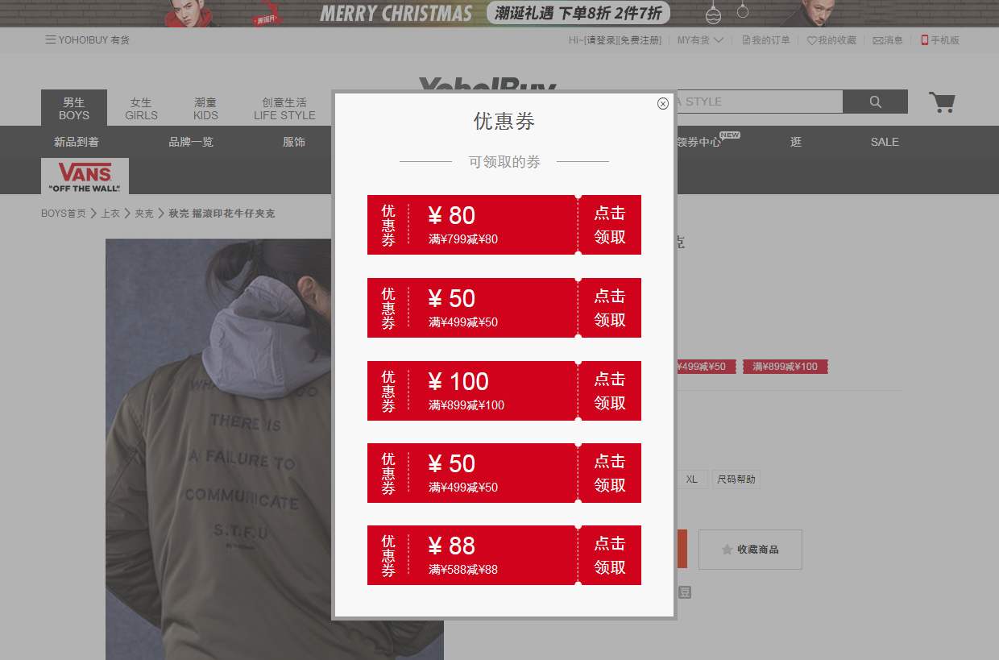 MERRY CHRISTMAS 潮诞礼遇 下单8折 2件7折
YOHO!BUY 有货
Hi~[请登录][免费注册] MY有货 我的订单 我的收藏 消息 手机版
Yoho!Buy
男生 女生 潮童 创意生活
BOYS GIRLS KIDS LIFE STYLE
A STYLE
新品到着 品牌一览 服饰 领券中心 NEW 逛 SALE
VANS
"OFF THE WALL"
BOYS首页 > 上衣 > 夹克 > 秋壳 摇滚印花牛仔夹克
克
优惠券
可领取的券
优惠券 ¥ 80
满¥799减¥80
点击
领取
优惠券 ¥ 50
满¥499减¥50
点击
领取
优惠券 ¥ 100
满¥899减¥100
点击
领取
优惠券 ¥ 50
满¥499减¥50
点击
领取
优惠券 ¥ 88
满¥588减¥88
点击
领取
¥499减¥50 满¥899减¥100
XL 尺码帮助
收藏商品
豆
THERE IS
A FAILURE TO
COMMUNICATE
S.T.F.U